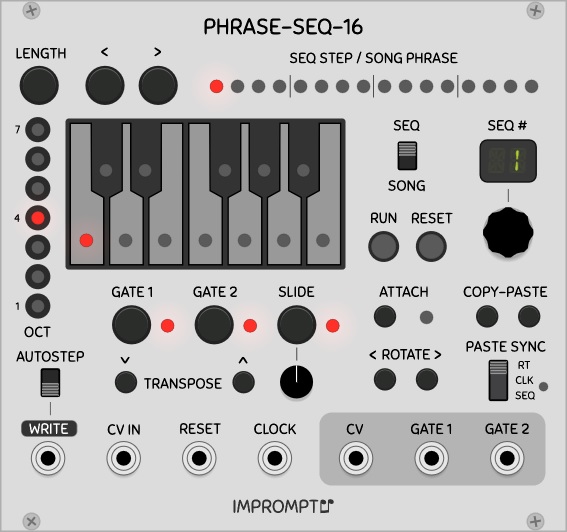 PHRASE-SEQ-16
LENGTH < >
SEQ STEP / SONG PHRASE
7
4
1
OCT
SEQ
SONG
SEQ #
1
RUN RESET
GATE 1 GATE 2 SLIDE
ATTACH
COPY-PASTE
< ROTATE >
PASTE SYNC
RT
CLK
SEQ
AUTOSTEP
˅ TRANSPOSE ˄
WRITE CV IN RESET CLOCK CV GATE 1 GATE 2
IMPROMPTU